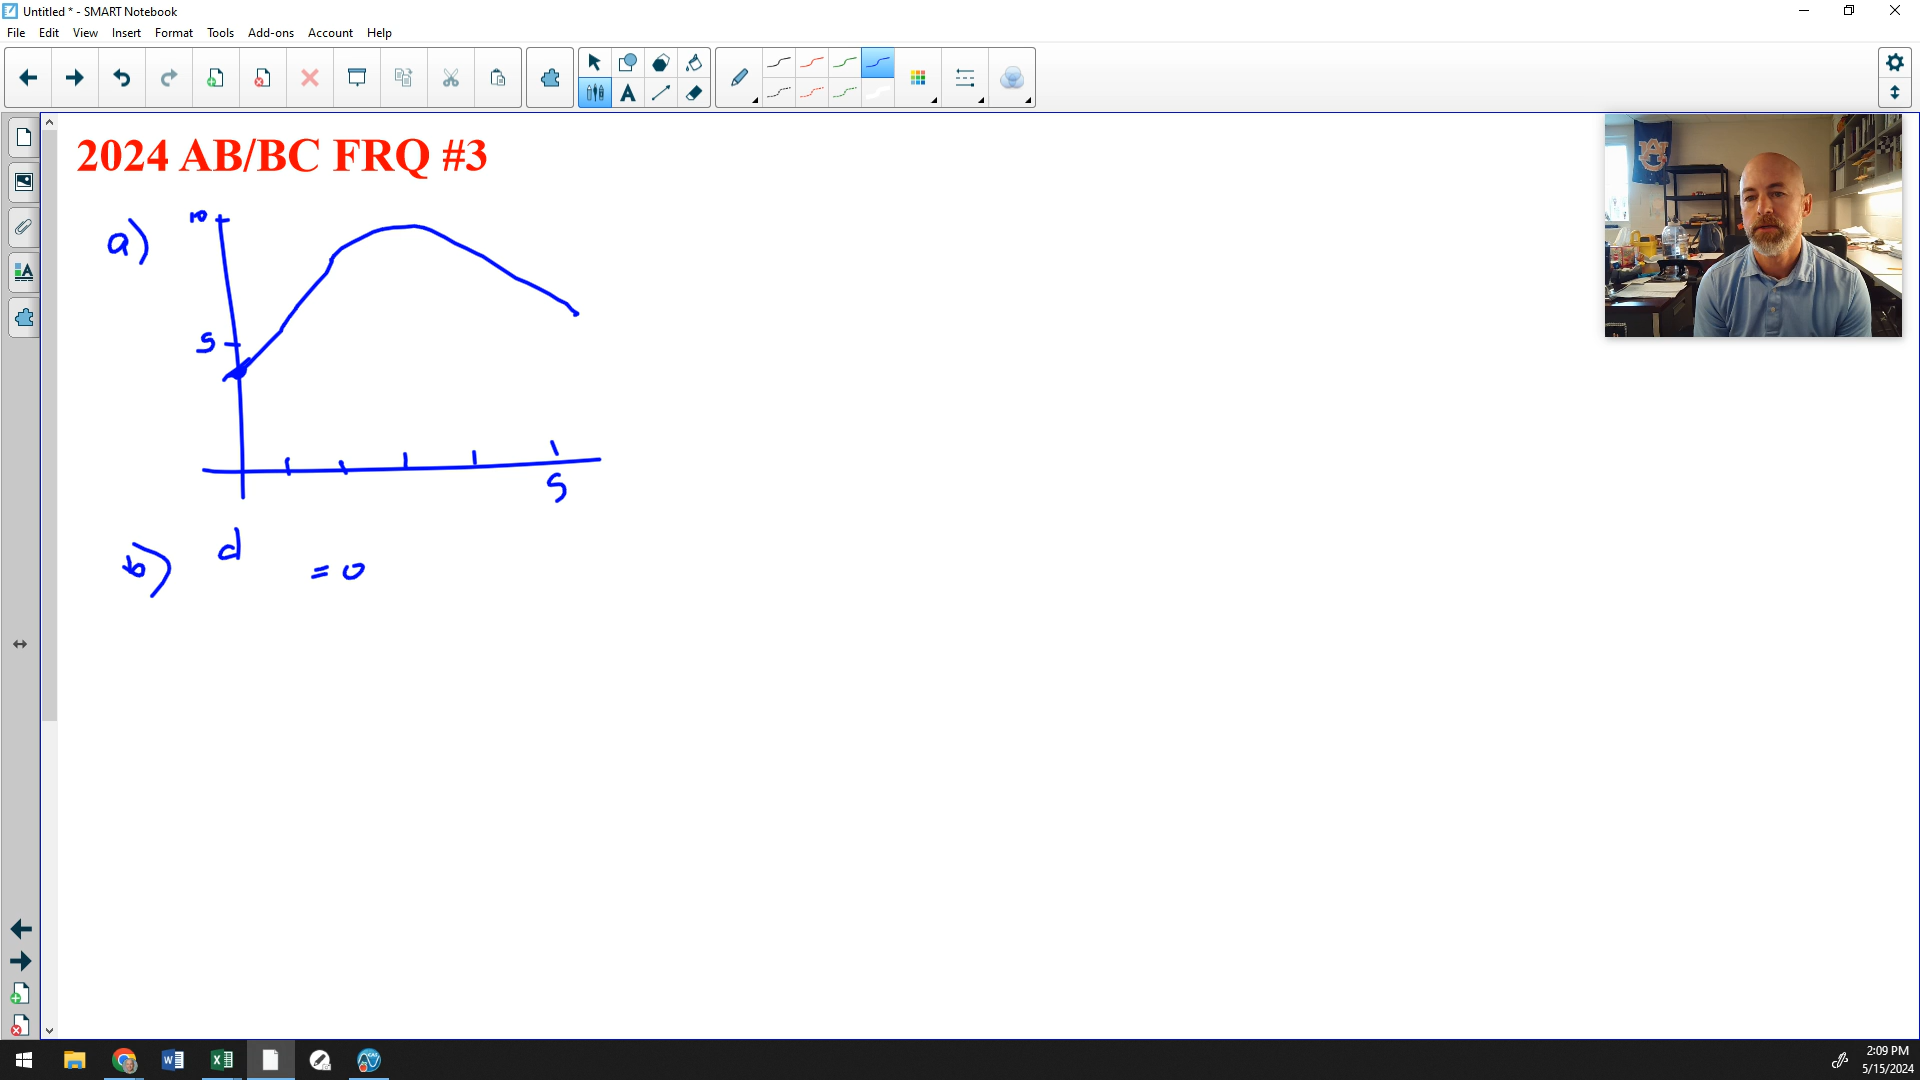 Untitled * - SMART Notebook
File Edit View Insert Format Tools Add-ons Account Help
2024 AB/BC FRQ #3
a)
10
5
5
b) d = 0
2:09 PM
5/15/2024